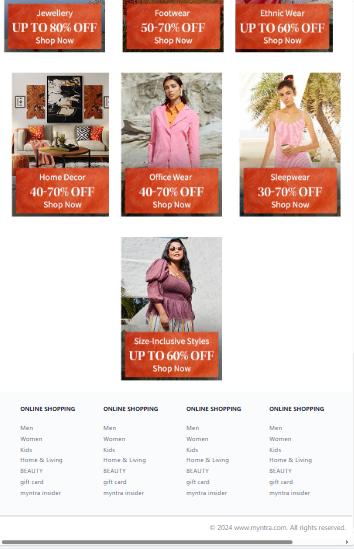 Jewellery
UP TO 80% OFF
Shop Now
Footwear
50-70% OFF
Shop Now
Ethnic Wear
UP TO 60% OFF
Shop Now
Home Decor
40-70% OFF
Shop Now
Office Wear
40-70% OFF
Shop Now
Sleepwear
30-70% OFF
Shop Now
Size-Inclusive Styles
UP TO 60% OFF
Shop Now
ONLINE SHOPPING
Men
Women
Kids
Home & Living
BEAUTY
gift card
myntra insider
ONLINE SHOPPING
Men
Women
Kids
Home & Living
BEAUTY
gift card
myntra insider
ONLINE SHOPPING
Men
Women
Kids
Home & Living
BEAUTY
gift card
myntra insider
ONLINE SHOPPING
Men
Women
Kids
Home & Living
BEAUTY
gift card
myntra insider
© 2024 www.myntra.com. All rights reserved.